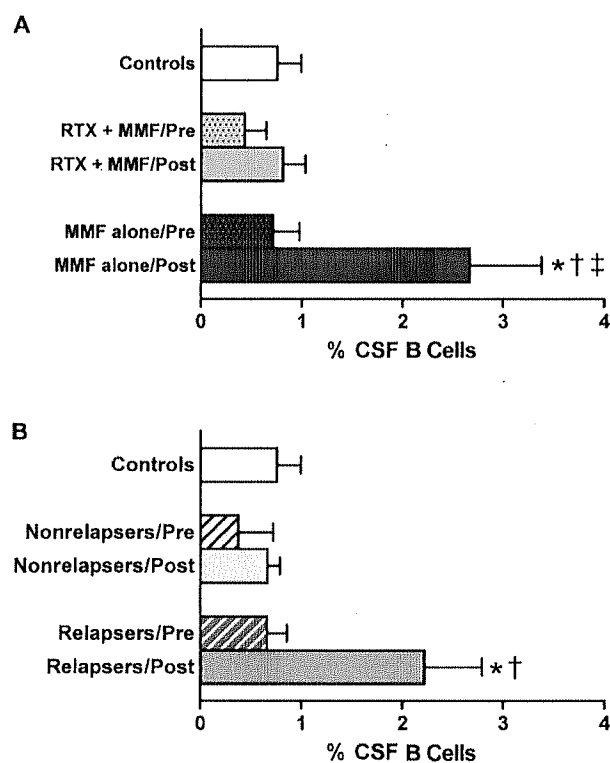 A
Controls
RTX + MMF/Pre
RTX + MMF/Post
MMF alone/Pre
MMF alone/Post
* † ‡
0 1 2 3 4
% CSF B Cells
B
Controls
Nonrelapsers/Pre
Nonrelapsers/Post
Relapsers/Pre
Relapsers/Post
* †
0 1 2 3 4
% CSF B Cells